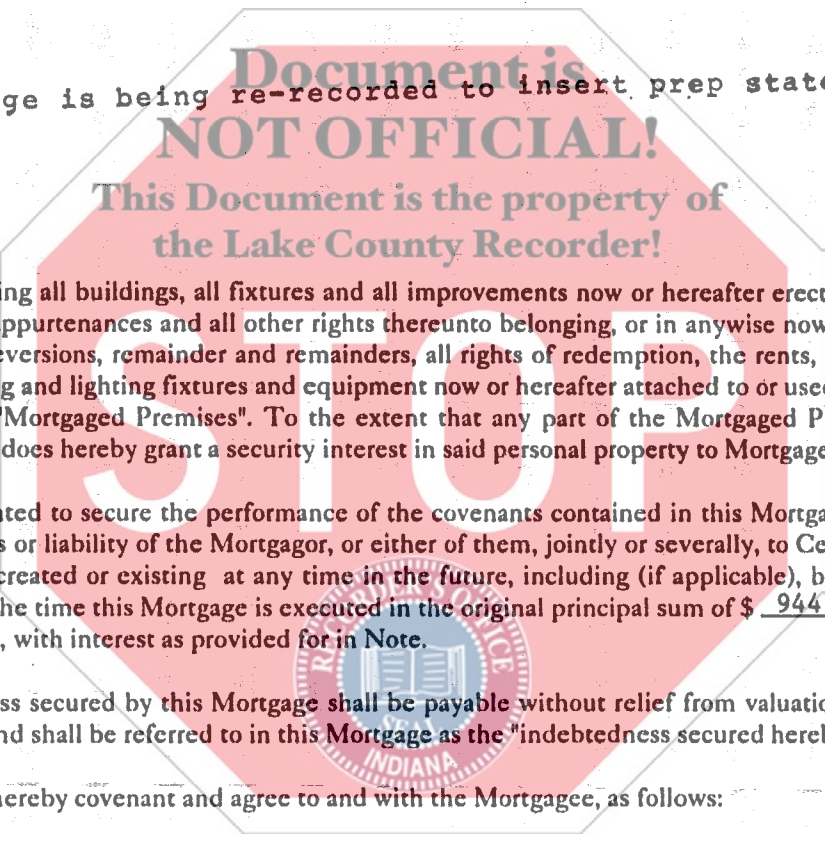 Document is
ge is being re-recorded to insert prep state
NOT OFFICIAL!
This Document is the property of
the Lake County Recorder!
ing all buildings, all fixtures and all improvements now or hereafter erect
ppurtenances and all other rights thereunto belonging, or in anywise now
eversions, remainder and remainders, all rights of redemption, the rents,
g and lighting fixtures and equipment now or hereafter attached to or use
"Mortgaged Premises". To the extent that any part of the Mortgaged P
does hereby grant a security interest in said personal property to Mortgage
STOP
ted to secure the performance of the covenants contained in this Mortga
s or liability of the Mortgagor, or either of them, jointly or severally, to Ce
created or existing at any time in the future, including (if applicable), b
he time this Mortgage is executed in the original principal sum of $ 944
, with interest as provided for in Note.
RECORDER'S OFFICE
ss secured by this Mortgage shall be payable without relief from valuatio
nd shall be referred to in this Mortgage as the "indebtedness secured hereb
SEAL
INDIANA
hereby covenant and agree to and with the Mortgagee, as follows: